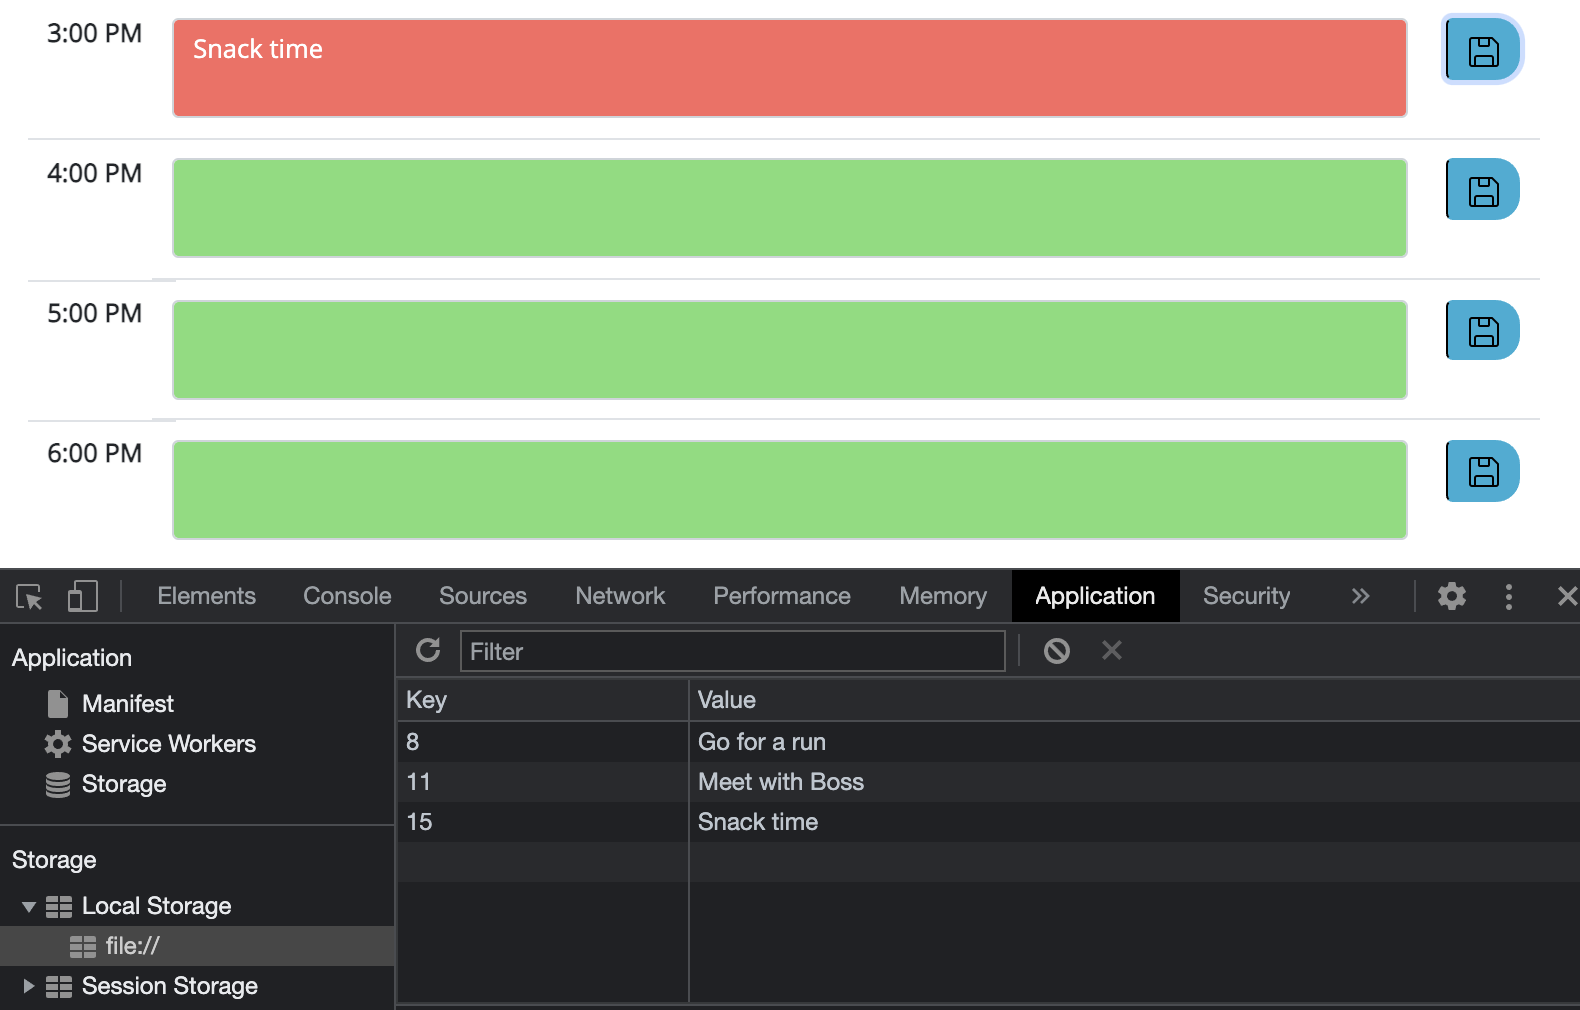 3:00 PM Snack time
4:00 PM
5:00 PM
6:00 PM
Elements Console Sources Network Performance Memory Application Security »
Application
Manifest
Service Workers
Storage
Storage
Local Storage
file://
Session Storage
Filter
Key Value
8 Go for a run
11 Meet with Boss
15 Snack time